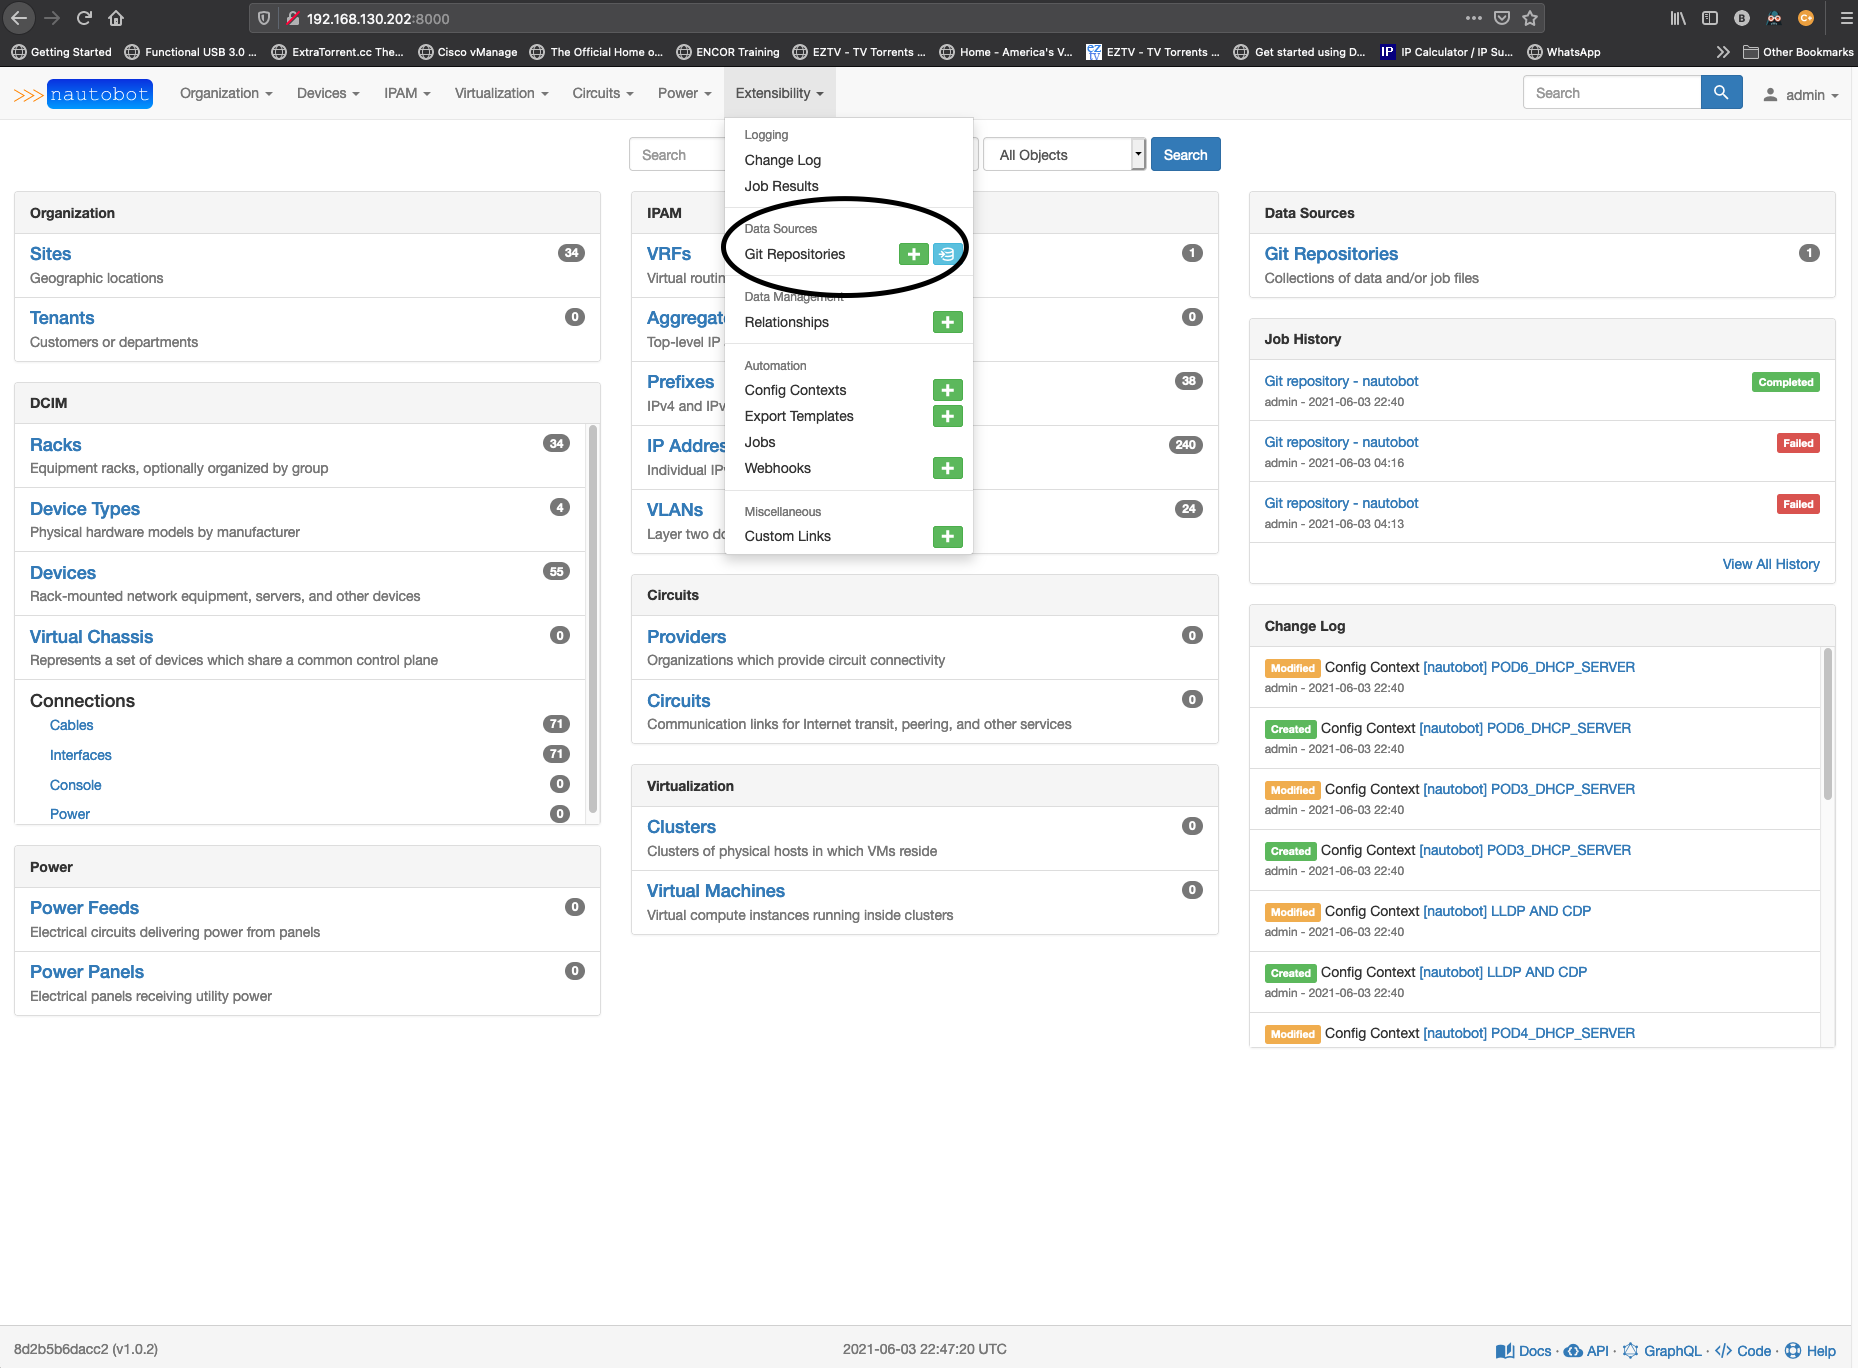 192.168.130.202:8000
Getting Started
Functional USB 3.0 ...
ExtraTorrent.cc The...
Cisco vManage
The Official Home o...
ENCOR Training
EZTV - TV Torrents ...
Home - America's V...
EZTV - TV Torrents ...
Get started using D...
IP
IP Calculator / IP Su...
WhatsApp
Other Bookmarks
>>> nautobot
Organization
Devices
IPAM
Virtualization
Circuits
Power
Extensibility
Search
admin
Search
All Objects
Search
Logging
Change Log
Job Results
Data Sources
Git Repositories
Data Management
Relationships
Automation
Config Contexts
Export Templates
Jobs
Webhooks
Miscellaneous
Custom Links
Organization
Sites 34
Geographic locations
Tenants 0
Customers or departments
DCIM
Racks 34
Equipment racks, optionally organized by group
Device Types 4
Physical hardware models by manufacturer
Devices 55
Rack-mounted network equipment, servers, and other devices
Virtual Chassis 0
Represents a set of devices which share a common control plane
Connections
Cables 71
Interfaces 71
Console 0
Power 0
Power
Power Feeds 0
Electrical circuits delivering power from panels
Power Panels 0
Electrical panels receiving utility power
IPAM
VRFs 1
Virtual routin
Aggregate 0
Top-level IP
Prefixes 38
IPv4 and IPv
IP Addres 240
Individual IPv
VLANs 24
Layer two do
Circuits
Providers 0
Organizations which provide circuit connectivity
Circuits 0
Communication links for Internet transit, peering, and other services
Virtualization
Clusters 0
Clusters of physical hosts in which VMs reside
Virtual Machines 0
Virtual compute instances running inside clusters
Data Sources
Git Repositories 1
Collections of data and/or job files
Job History
Git repository - nautobot Completed
admin - 2021-06-03 22:40
Git repository - nautobot Failed
admin - 2021-06-03 04:16
Git repository - nautobot Failed
admin - 2021-06-03 04:13
View All History
Change Log
Modified Config Context [nautobot] POD6_DHCP_SERVER
admin - 2021-06-03 22:40
Created Config Context [nautobot] POD6_DHCP_SERVER
admin - 2021-06-03 22:40
Modified Config Context [nautobot] POD3_DHCP_SERVER
admin - 2021-06-03 22:40
Created Config Context [nautobot] POD3_DHCP_SERVER
admin - 2021-06-03 22:40
Modified Config Context [nautobot] LLDP AND CDP
admin - 2021-06-03 22:40
Created Config Context [nautobot] LLDP AND CDP
admin - 2021-06-03 22:40
Modified Config Context [nautobot] POD4_DHCP_SERVER
8d2b5b6dacc2 (v1.0.2)
2021-06-03 22:47:20 UTC
Docs · API · GraphQL · Code · Help